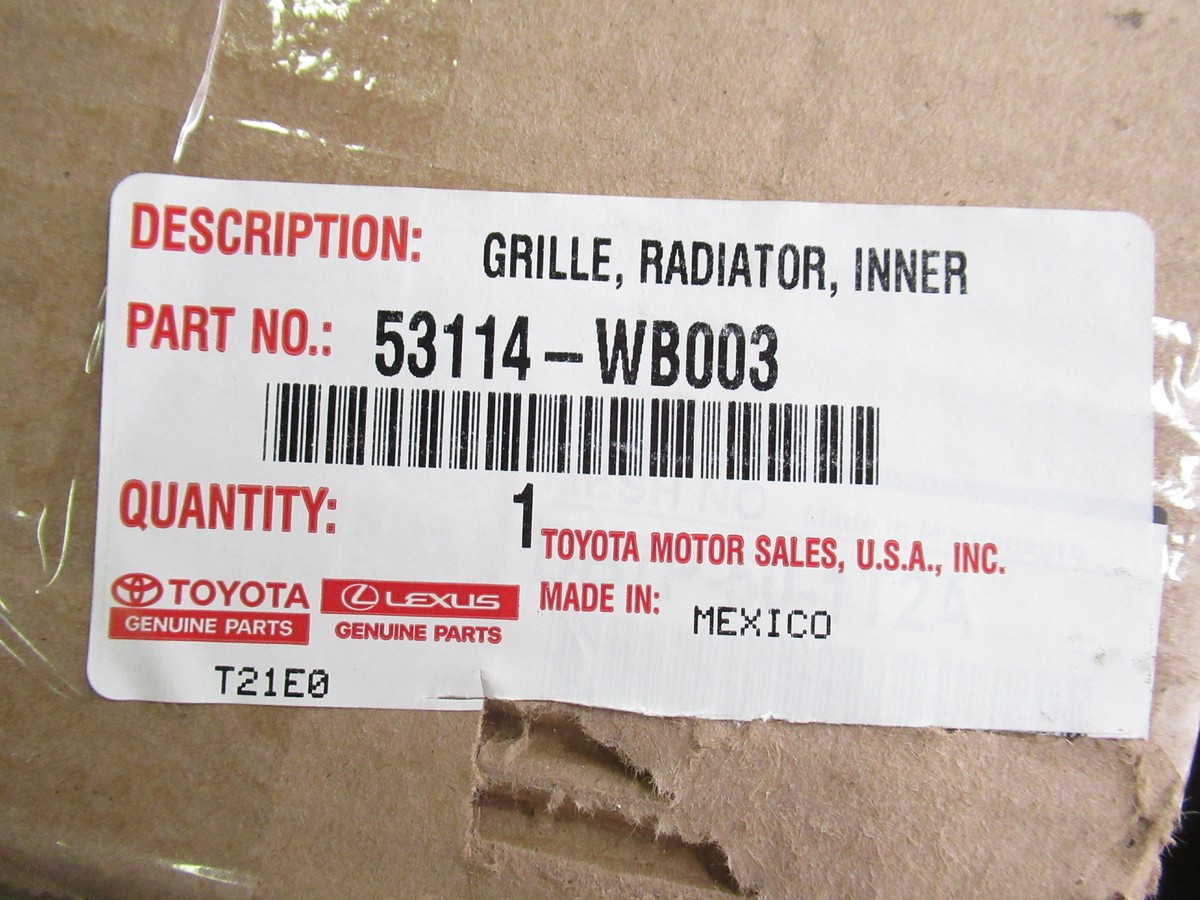 DESCRIPTION: GRILLE, RADIATOR, INNER
PART NO.: 53114-WB003
QUANTITY: 1
TOYOTA MOTOR SALES, U.S.A., INC.
MADE IN: MEXICO
TOYOTA
GENUINE PARTS
LEXUS
GENUINE PARTS
T21E0